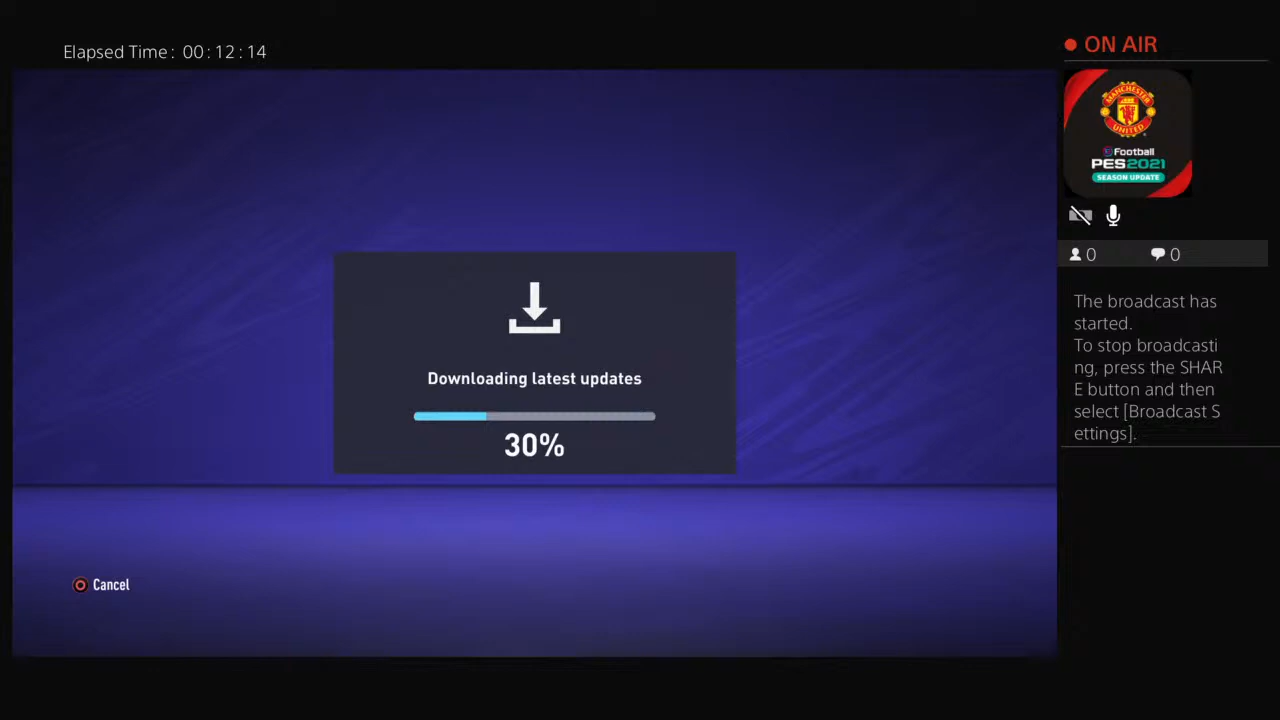 Elapsed Time: 00:12:14
ON AIR
MANCHESTER
UNITED
eFootball
PES2021
SEASON UPDATE
0
0
The broadcast has
started.
To stop broadcasti
ng, press the SHAR
E button and then
select [Broadcast S
ettings].
Downloading latest updates
30%
Cancel